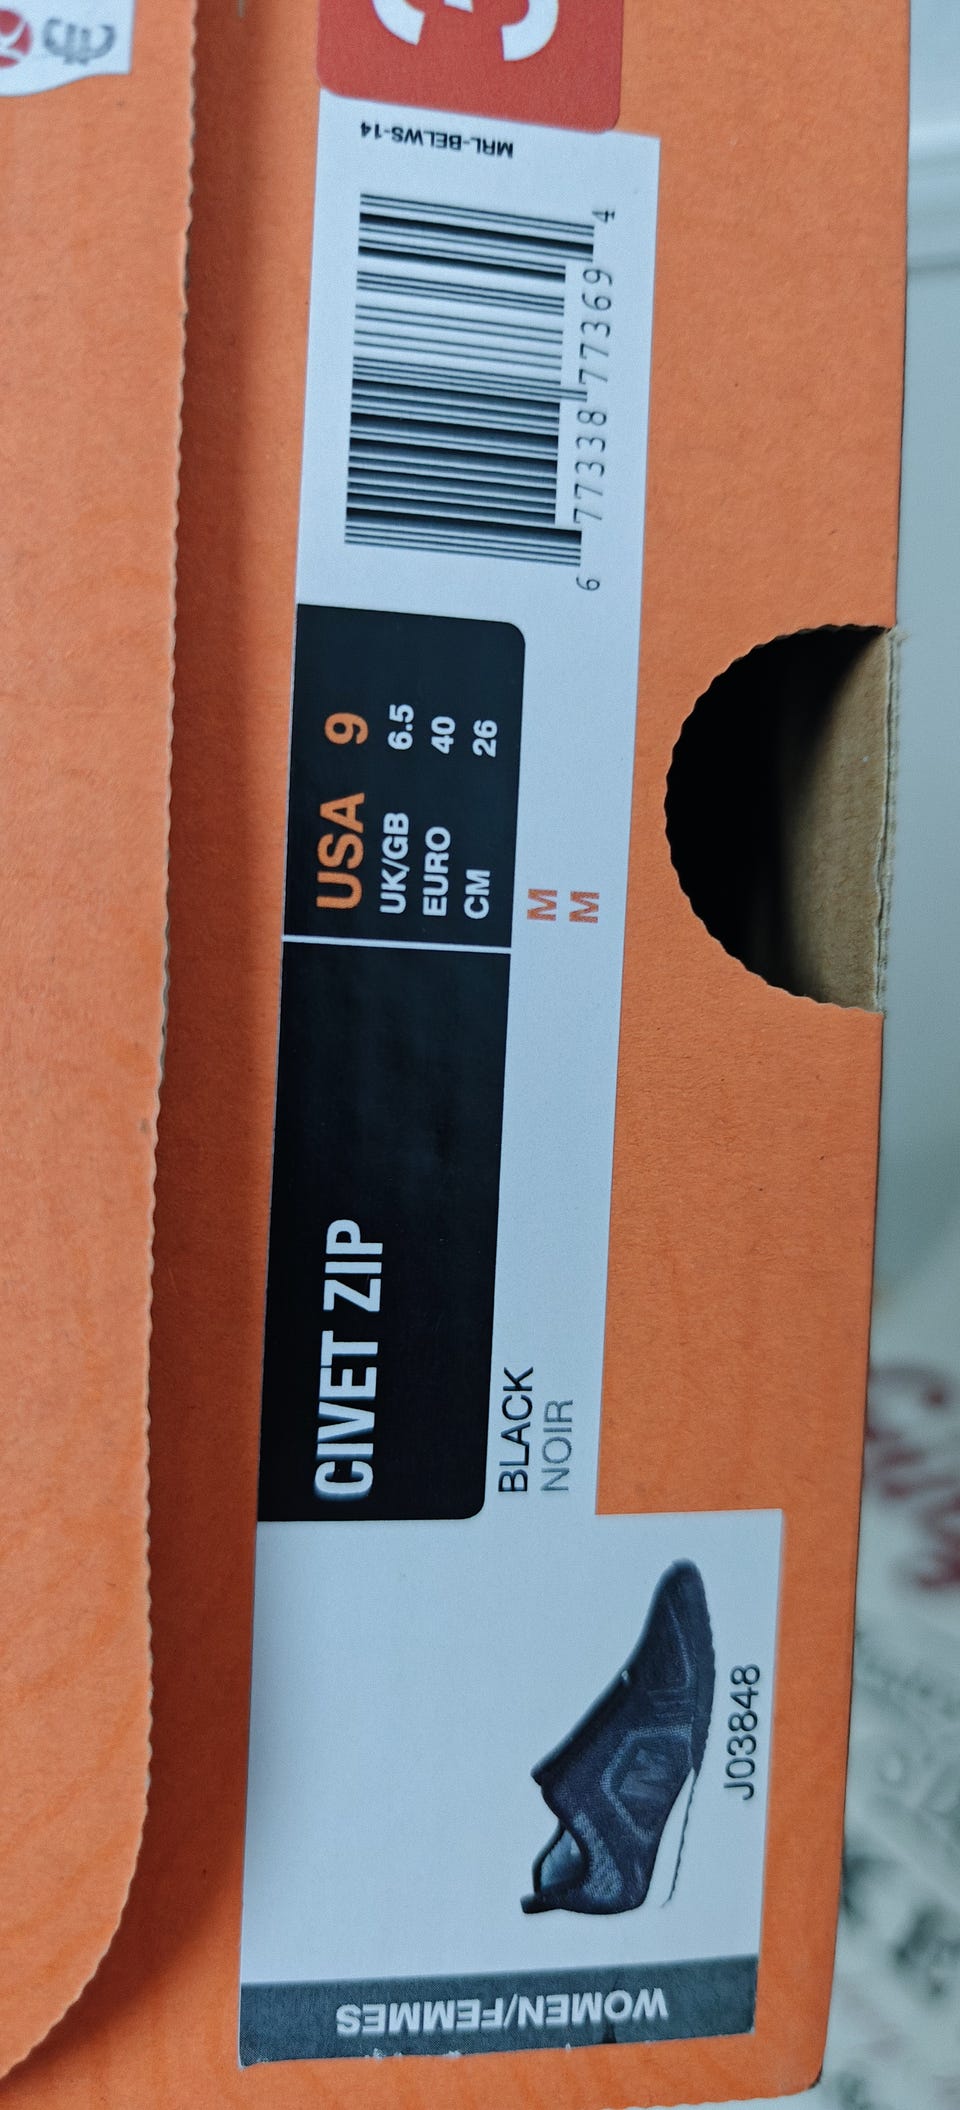 WOMEN/FEMMES
J03848
CIVET ZIP
BLACK
NOIR
USA 9
UK/GB 6.5
EURO 40
CM 26
M
M
6 77338 77369 4
MRL-BELWS-14